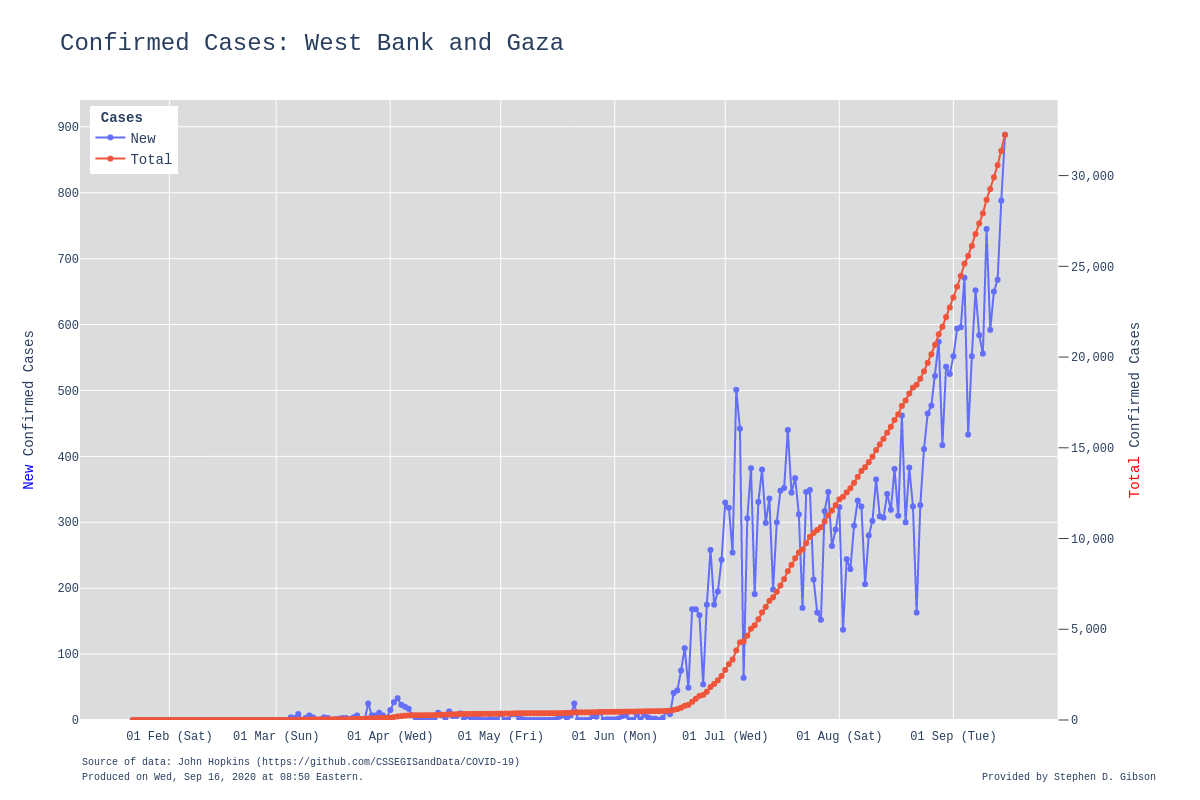 Confirmed Cases: West Bank and Gaza
Cases
New
Total
900
800
700
600
500
400
300
200
100
0
New Confirmed Cases
30,000
25,000
20,000
15,000
10,000
5,000
0
Total Confirmed Cases
01 Feb (Sat) 01 Mar (Sun) 01 Apr (Wed) 01 May (Fri) 01 Jun (Mon) 01 Jul (Wed) 01 Aug (Sat) 01 Sep (Tue)
Source of data: John Hopkins (https://github.com/CSSEGISandData/COVID-19)
Produced on Wed, Sep 16, 2020 at 08:50 Eastern.
Provided by Stephen D. Gibson